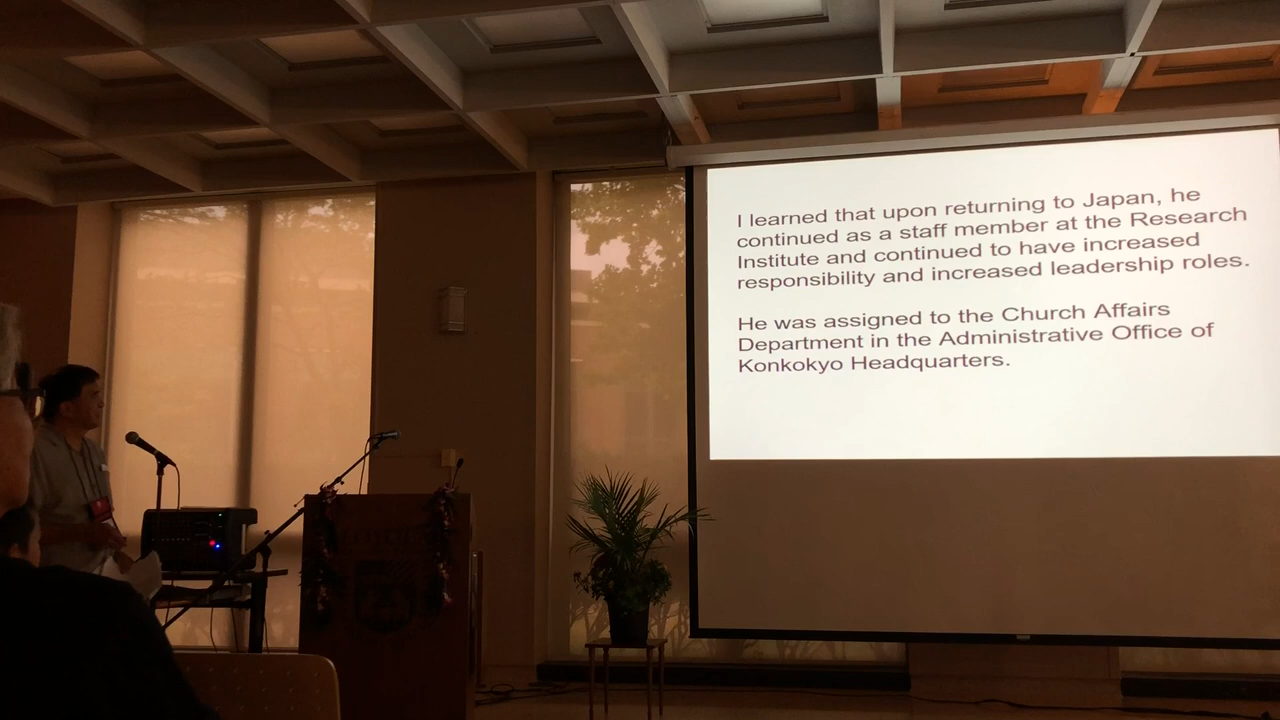 I learned that upon returning to Japan, he
continued as a staff member at the Research
Institute and continued to have increased
responsibility and increased leadership roles.
He was assigned to the Church Affairs
Department in the Administrative Office of
Konkokyo Headquarters.